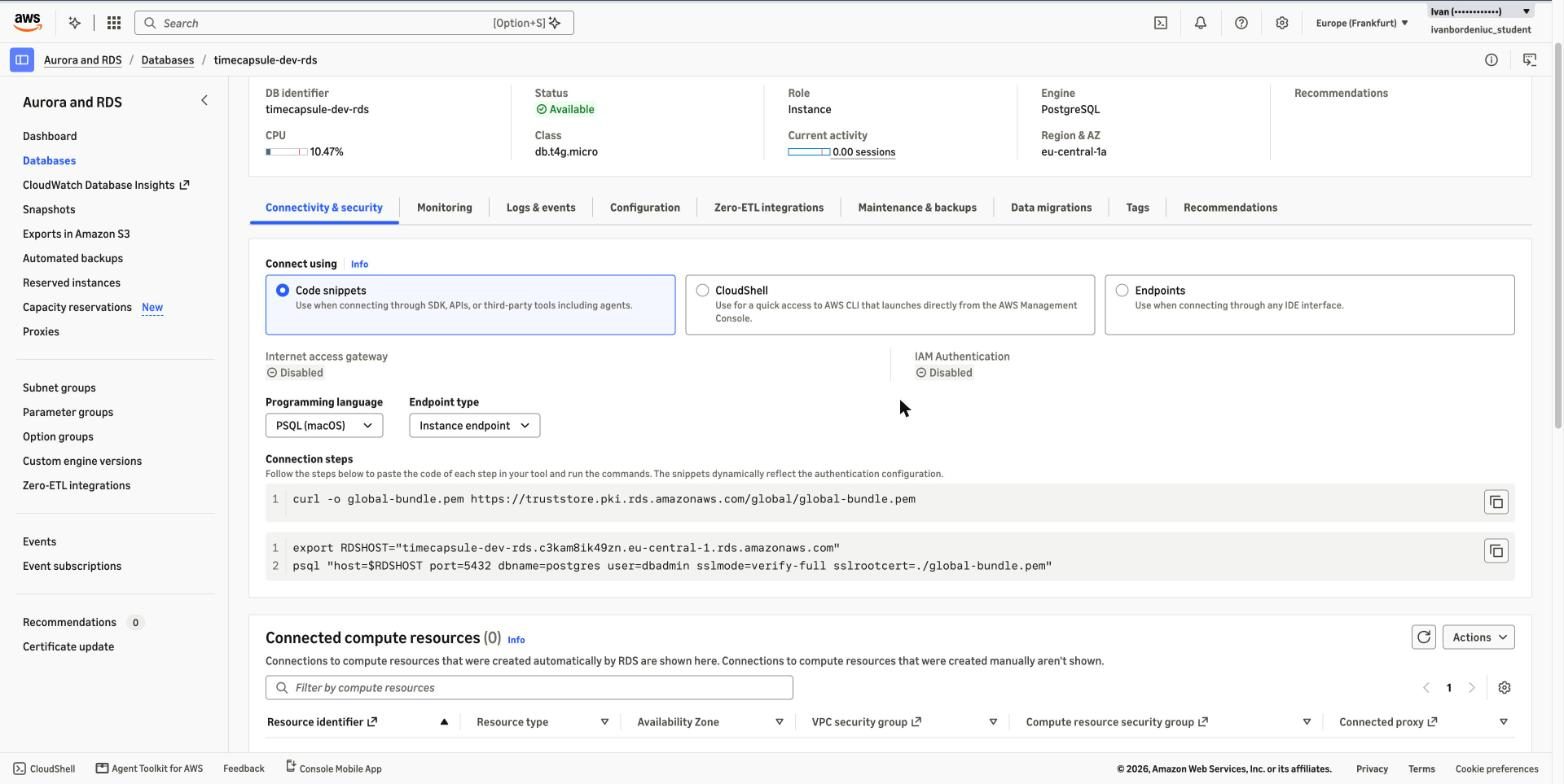 aws
Search
[Option+S]
Europe (Frankfurt)
Ivan (••••••••••••)
ivanbordeniuc_student
Aurora and RDS / Databases / timecapsule-dev-rds
Aurora and RDS
Dashboard
Databases
CloudWatch Database Insights
Snapshots
Exports in Amazon S3
Automated backups
Reserved instances
Capacity reservations New
Proxies
Subnet groups
Parameter groups
Option groups
Custom engine versions
Zero-ETL integrations
Events
Event subscriptions
Recommendations 0
Certificate update
DB identifier
timecapsule-dev-rds
Status
Available
Role
Instance
Engine
PostgreSQL
Recommendations
CPU
10.47%
Class
db.t4g.micro
Current activity
0.00 sessions
Region & AZ
eu-central-1a
Connectivity & security
Monitoring
Logs & events
Configuration
Zero-ETL integrations
Maintenance & backups
Data migrations
Tags
Recommendations
Connect using Info
Code snippets
Use when connecting through SDK, APIs, or third-party tools including agents.
CloudShell
Use for a quick access to AWS CLI that launches directly from the AWS Management
Console.
Endpoints
Use when connecting through any IDE interface.
Internet access gateway
Disabled
IAM Authentication
Disabled
Programming language
PSQL (macOS)
Endpoint type
Instance endpoint
Connection steps
Follow the steps below to paste the code of each step in your tool and run the commands. The snippets dynamically reflect the authentication configuration.
1 curl -o global-bundle.pem https://truststore.pki.rds.amazonaws.com/global/global-bundle.pem
1 export RDSHOST="timecapsule-dev-rds.c3kam8ik49zn.eu-central-1.rds.amazonaws.com"
2 psql "host=$RDSHOST port=5432 dbname=postgres user=dbadmin sslmode=verify-full sslrootcert=./global-bundle.pem"
Connected compute resources (0) Info
Actions
Connections to compute resources that were created automatically by RDS are shown here. Connections to compute resources that were created manually aren't shown.
Filter by compute resources
1
Resource identifier
Resource type
Availability Zone
VPC security group
Compute resource security group
Connected proxy
CloudShell
Agent Toolkit for AWS
Feedback
Console Mobile App
© 2026, Amazon Web Services, Inc. or its affiliates.
Privacy
Terms
Cookie preferences